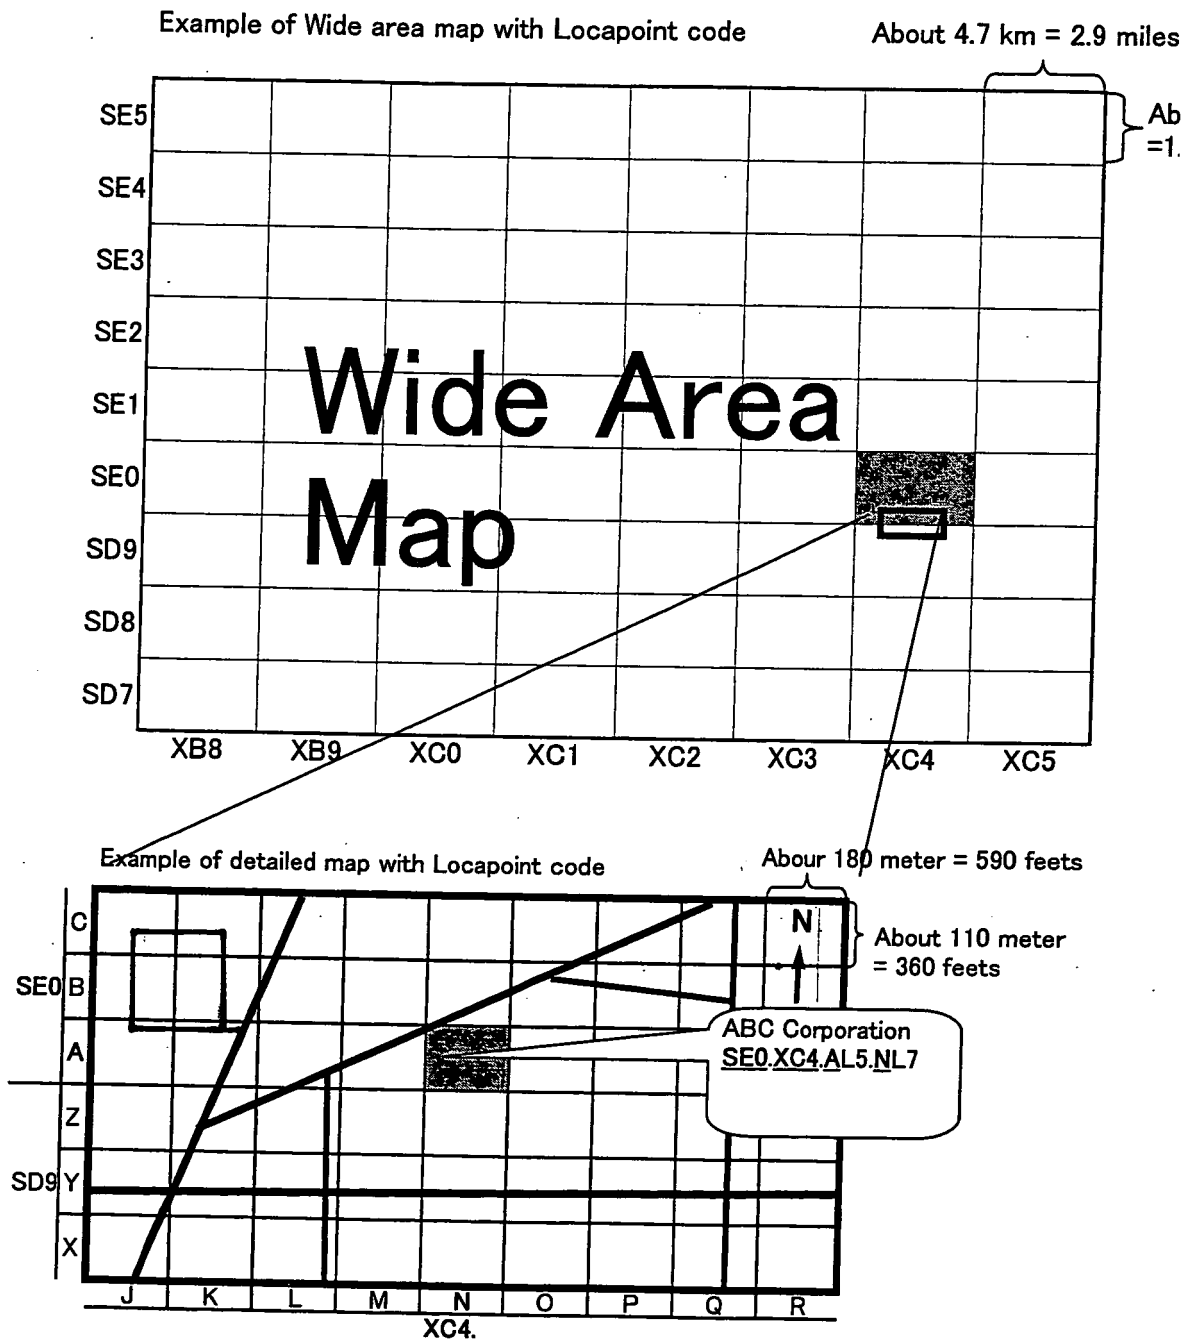 Example of Wide area map with Locapoint code
About 4.7 km = 2.9 miles
Ab
=1.
SE5
SE4
SE3
SE2
SE1
SE0
SD9
SD8
SD7
Wide Area
Map
XB8 XB9 XC0 XC1 XC2 XC3 XC4 XC5
Example of detailed map with Locapoint code
Abour 180 meter = 590 feets
About 110 meter
= 360 feets
N
C
SE0 B
A
Z
SD9 Y
X
ABC Corporation
SE0.XC4.AL5.NL7
J K L M N O P Q R
XC4.